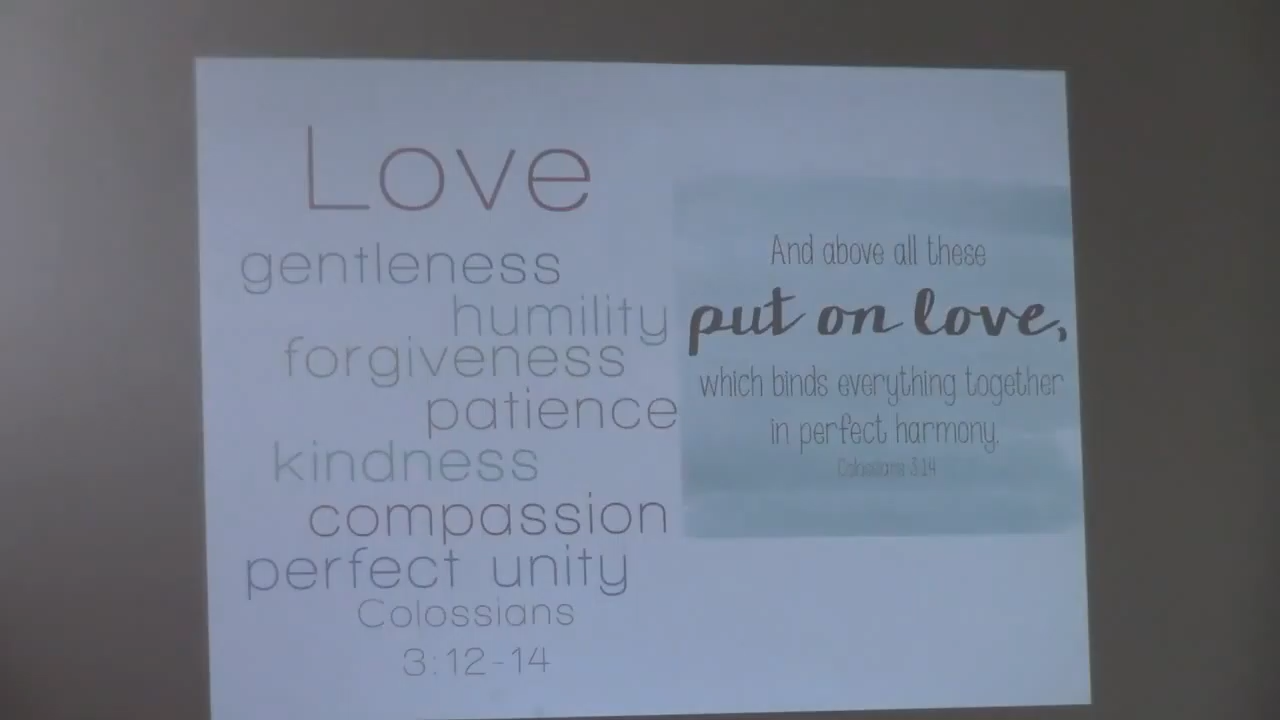 Love
gentleness
humility
forgiveness
patience
kindness
compassion
perfect unity
Colossians
3:12-14
And above all these
put on love,
which binds everything together
in perfect harmony.
Colossians 3:14